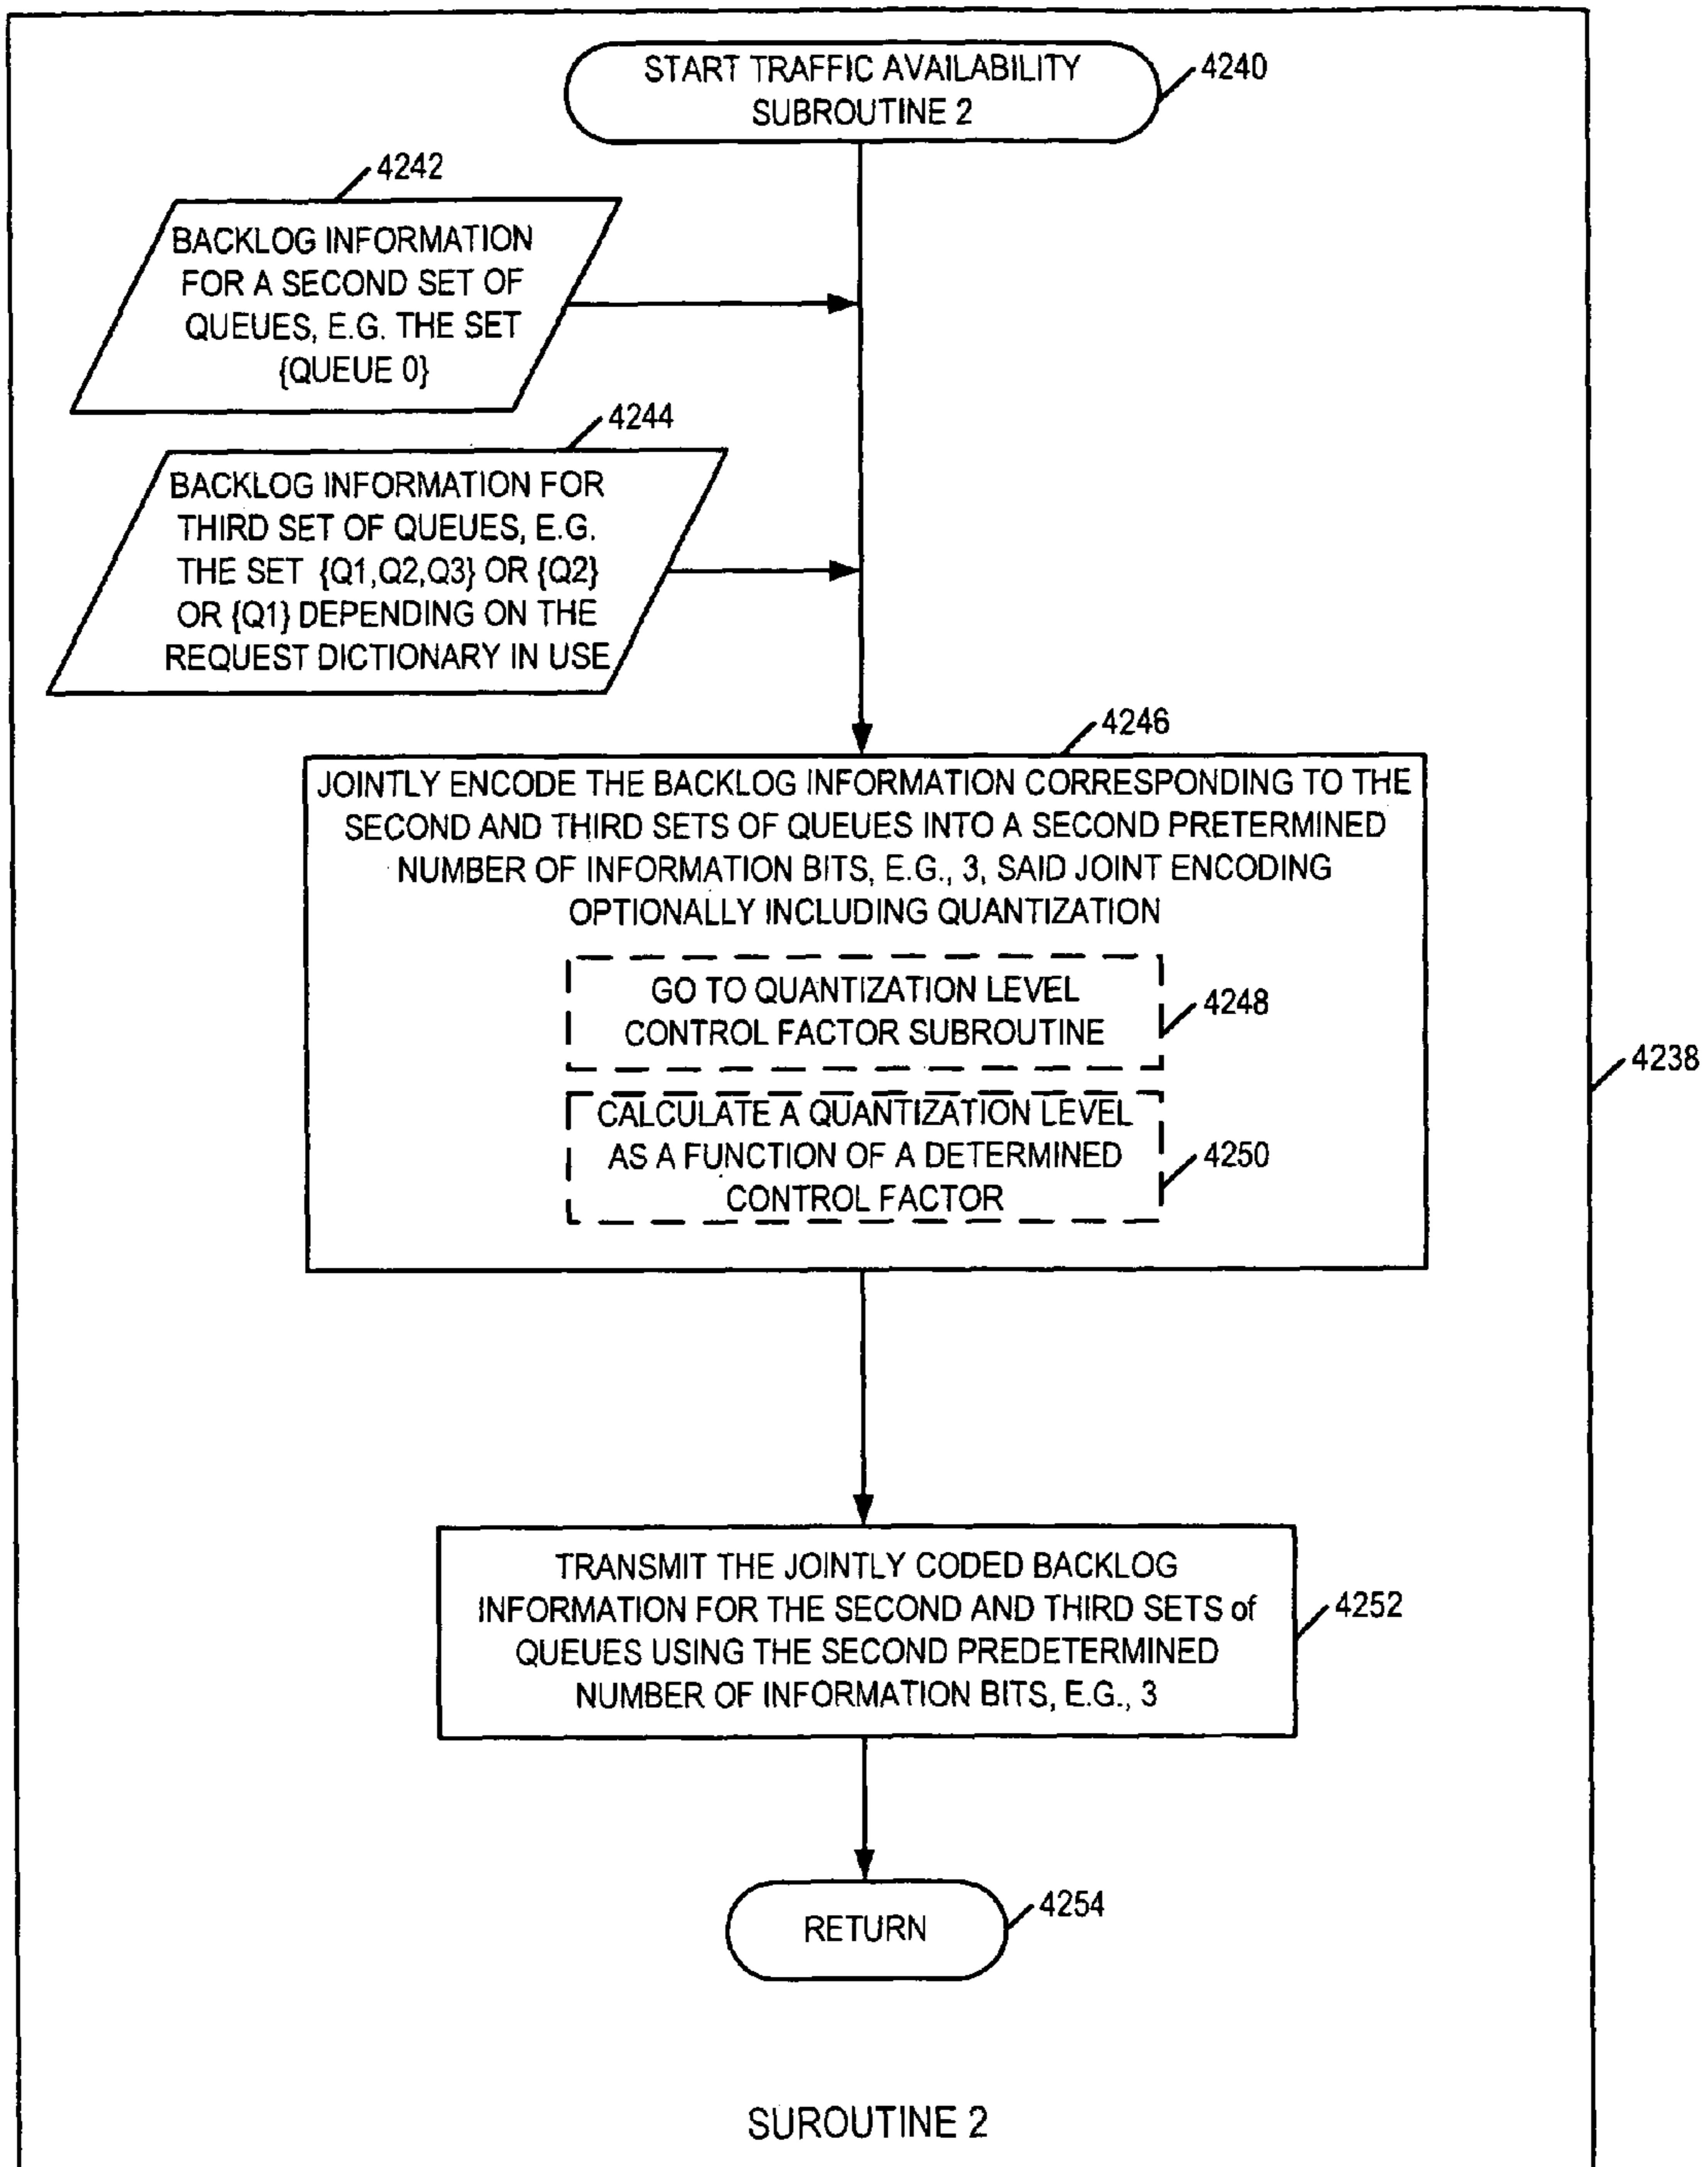 START TRAFFIC AVAILABILITY
SUBROUTINE 2
4240
4242
BACKLOG INFORMATION
FOR A SECOND SET OF
QUEUES, E.G. THE SET
{QUEUE 0}
4244
BACKLOG INFORMATION FOR
THIRD SET OF QUEUES, E.G.
THE SET {Q1,Q2,Q3} OR {Q2}
OR {Q1} DEPENDING ON THE
REQUEST DICTIONARY IN USE
4246
JOINTLY ENCODE THE BACKLOG INFORMATION CORRESPONDING TO THE
SECOND AND THIRD SETS OF QUEUES INTO A SECOND PRETERMINED
NUMBER OF INFORMATION BITS, E.G., 3, SAID JOINT ENCODING
OPTIONALLY INCLUDING QUANTIZATION
GO TO QUANTIZATION LEVEL
CONTROL FACTOR SUBROUTINE
4248
4238
CALCULATE A QUANTIZATION LEVEL
AS A FUNCTION OF A DETERMINED
CONTROL FACTOR
4250
TRANSMIT THE JOINTLY CODED BACKLOG
INFORMATION FOR THE SECOND AND THIRD SETS of
QUEUES USING THE SECOND PREDETERMINED
NUMBER OF INFORMATION BITS, E.G., 3
4252
RETURN
4254
SUROUTINE 2